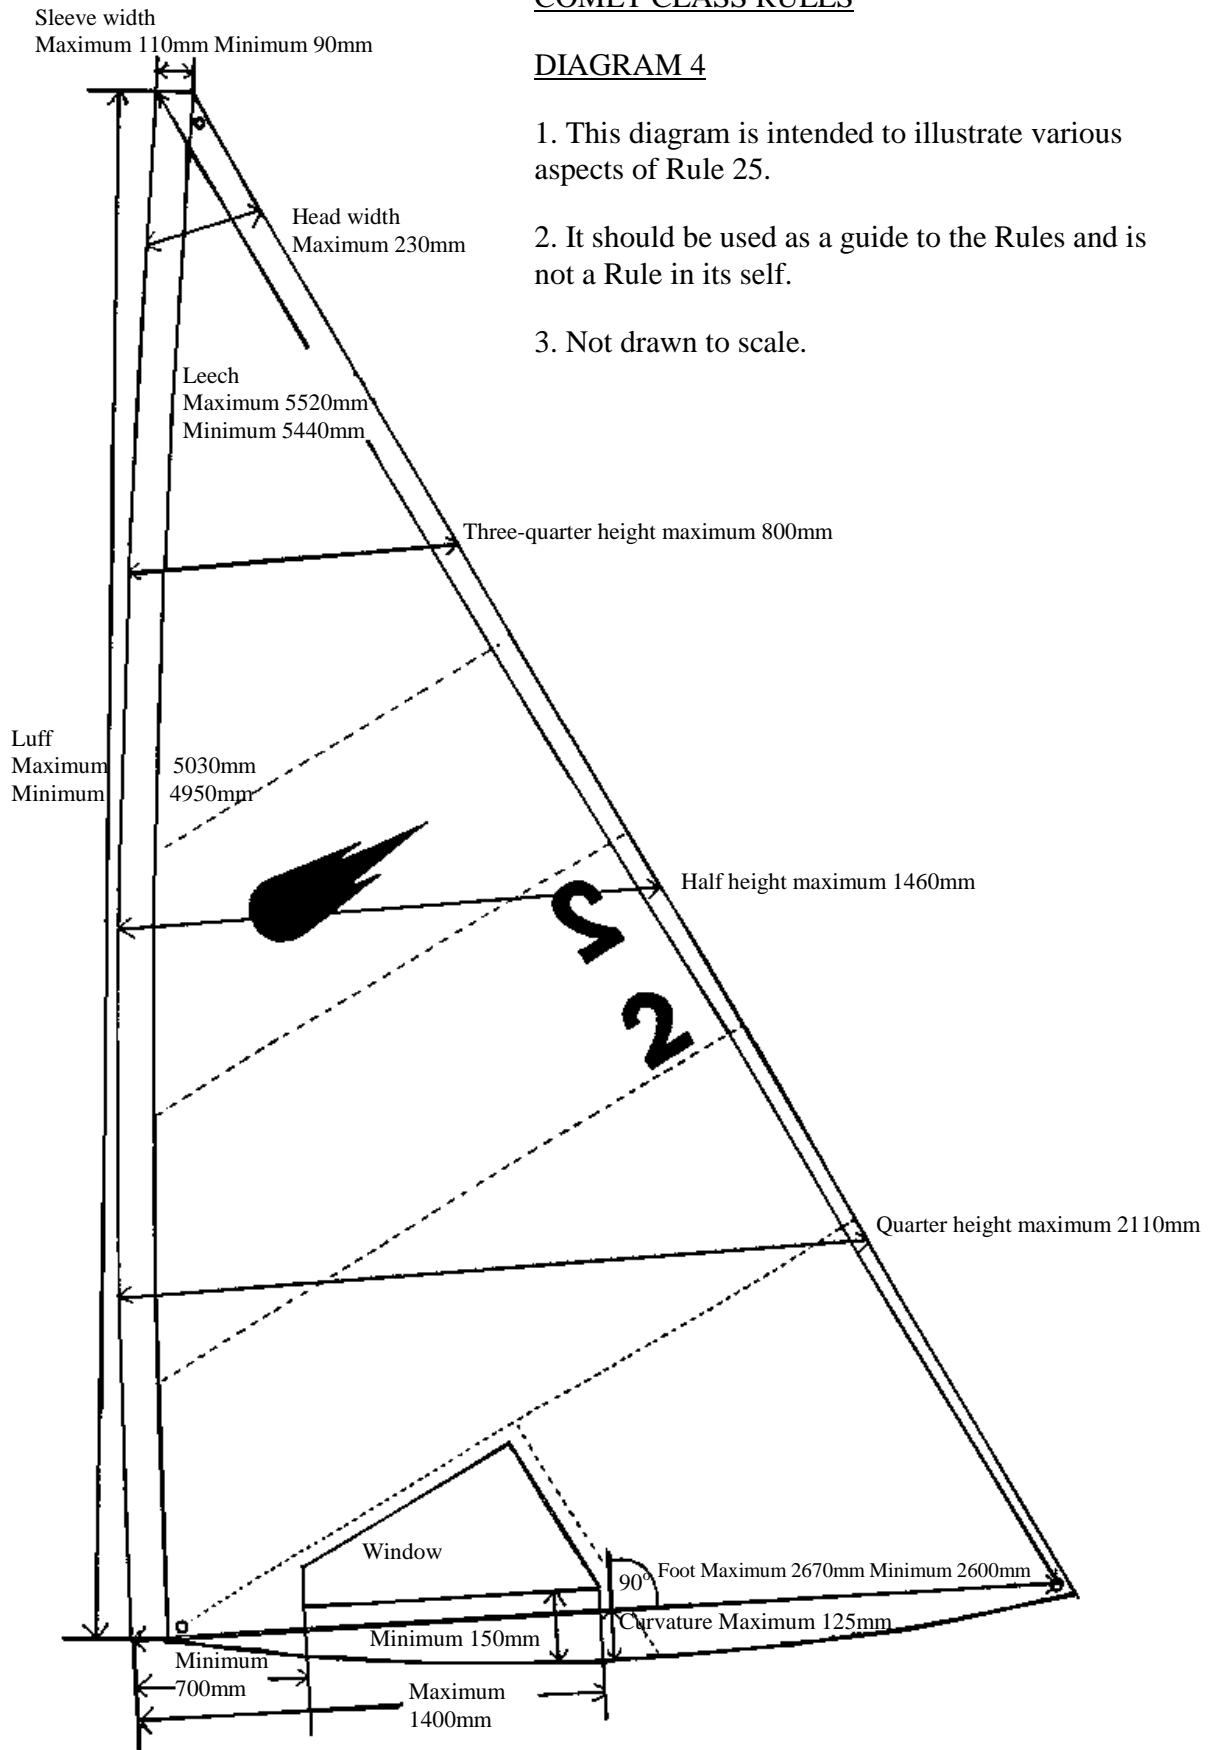 COMET CLASS RULES
Sleeve width
Maximum 110mm Minimum 90mm
DIAGRAM 4
1. This diagram is intended to illustrate various
aspects of Rule 25.
2. It should be used as a guide to the Rules and is
not a Rule in its self.
3. Not drawn to scale.
Head width
Maximum 230mm
Leech
Maximum 5520mm
Minimum 5440mm
Three-quarter height maximum 800mm
Luff
Maximum 5030mm
Minimum 4950mm
Half height maximum 1460mm
2
2
Quarter height maximum 2110mm
Window
90° Foot Maximum 2670mm Minimum 2600mm
Curvature Maximum 125mm
Minimum 150mm
Minimum
700mm
Maximum
1400mm